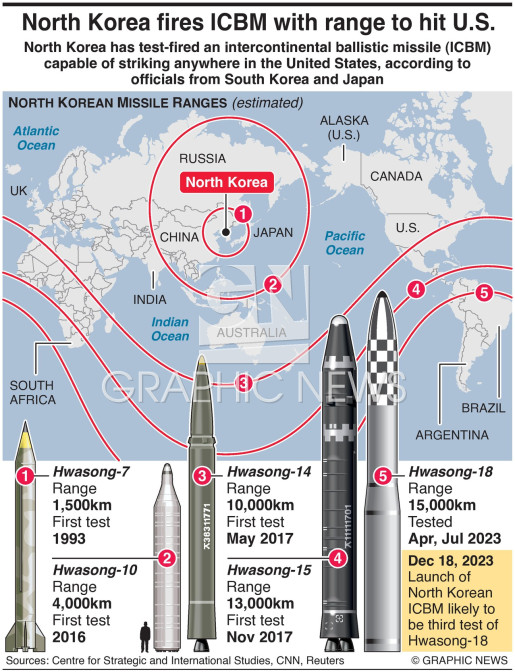 North Korea fires ICBM with range to hit U.S.
North Korea has test-fired an intercontinental ballistic missile (ICBM)
capable of striking anywhere in the United States, according to
officials from South Korea and Japan
NORTH KOREAN MISSILE RANGES (estimated)
Atlantic
Ocean
ALASKA
(U.S.)
RUSSIA
CANADA
UK
North Korea
1
CHINA
JAPAN
U.S.
Pacific
Ocean
2
4
5
INDIA
Indian
Ocean
GN
AUSTRALIA
3
GRAPHIC NEWS
SOUTH
AFRICA
BRAZIL
ARGENTINA
1
Hwasong-7
Range
1,500km
First test
1993
2
Hwasong-10
Range
4,000km
First test
2016
3
Hwasong-14
Range
10,000km
First test
May 2017
X38311771
4
Hwasong-15
Range
13,000km
First test
Nov 2017
X11111701
5
Hwasong-18
Range
15,000km
Tested
Apr, Jul 2023
Dec 18, 2023
Launch of
North Korean
ICBM likely to
be third test of
Hwasong-18
Sources: Centre for Strategic and International Studies, CNN, Reuters
© GRAPHIC NEWS